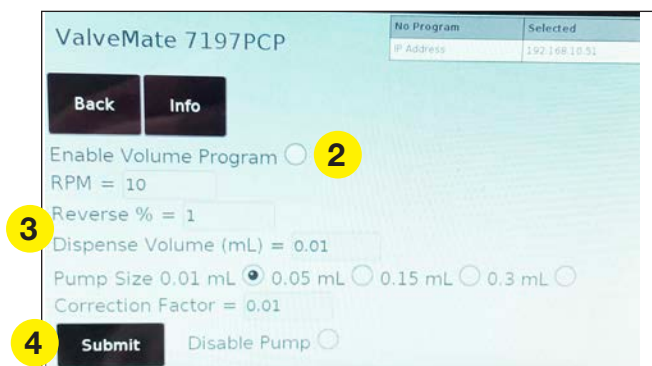 ValveMate 7197PCP
No Program Selected
IP Address 192.168.10.51
Back Info
Enable Volume Program 2
RPM = 10
Reverse % = 1
3
Dispense Volume (mL) = 0.01
Pump Size 0.01 mL 0.05 mL 0.15 mL 0.3 mL
Correction Factor = 0.01
4 Submit Disable Pump